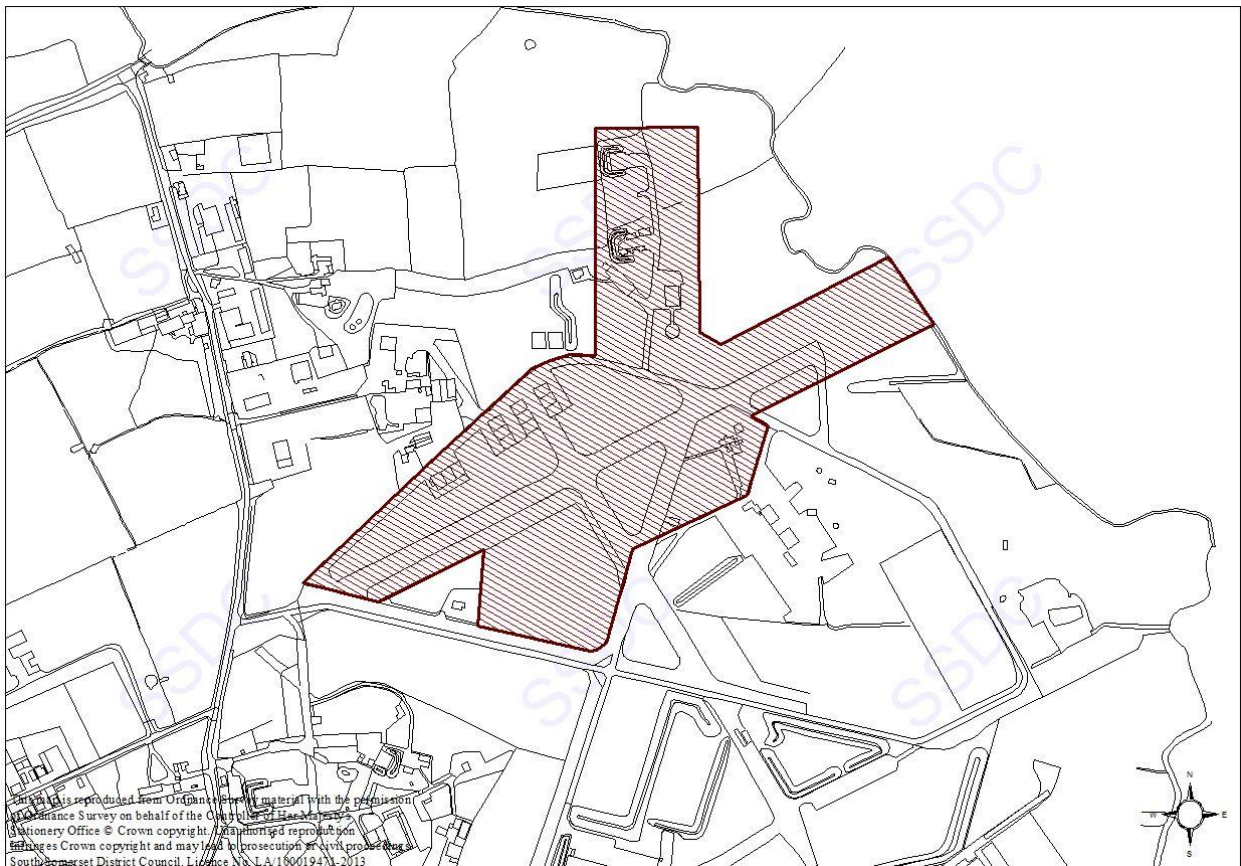 SSDC
SSDC
SSDC
SSDC
SSDC
SSDC
N
W E
S
This map is reproduced from Ordnance Survey material with the permission
of Ordnance Survey on behalf of the Controller of Her Majesty's
Stationery Office © Crown copyright. Unauthorised reproduction
infringes Crown copyright and may lead to prosecution or civil proceedings
South Somerset District Council. Licence No. LA/100019471-2013